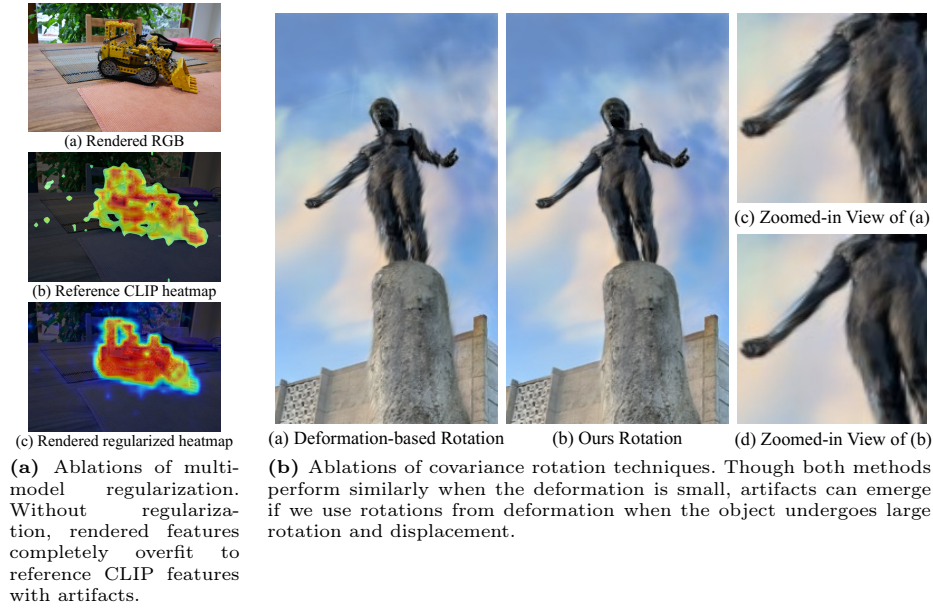 (a) Rendered RGB
(b) Reference CLIP heatmap
(c) Rendered regularized heatmap
(a) Ablations of multi-
model regularization.
Without regulariza-
tion, rendered features
completely overfit to
reference CLIP features
with artifacts.
(a) Deformation-based Rotation
(b) Ours Rotation
(c) Zoomed-in View of (a)
(d) Zoomed-in View of (b)
(b) Ablations of covariance rotation techniques. Though both methods
perform similarly when the deformation is small, artifacts can emerge
if we use rotations from deformation when the object undergoes large
rotation and displacement.